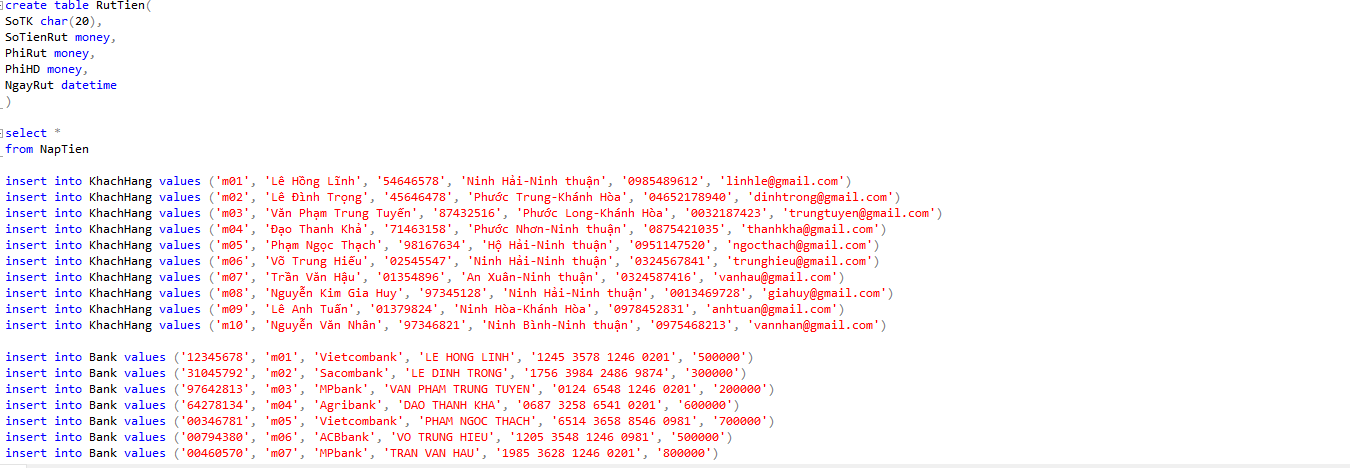 create table RutTien(
SoTK char(20),
SoTienRut money,
PhiRut money,
PhiHD money,
NgayRut datetime
)
select *
from NapTien
insert into KhachHang values ('m01', 'Lê Hồng Lĩnh', '54646578', 'Ninh Hải-Ninh thuận', '0985489612', 'linhle@gmail.com')
insert into KhachHang values ('m02', 'Lê Đình Trọng', '45646478', 'Phước Trung-Khánh Hòa', '04652178940', 'dinhtrong@gmail.com')
insert into KhachHang values ('m03', 'Văn Phạm Trung Tuyến', '87432516', 'Phước Long-Khánh Hòa', '0032187423', 'trungtuyen@gmail.com')
insert into KhachHang values ('m04', 'Đạo Thanh Khả', '71463158', 'Phước Nhơn-Ninh thuận', '0875421035', 'thanhkha@gmail.com')
insert into KhachHang values ('m05', 'Phạm Ngọc Thạch', '98167634', 'Hộ Hải-Ninh thuận', '0951147520', 'ngocthach@gmail.com')
insert into KhachHang values ('m06', 'Võ Trung Hiếu', '02545547', 'Ninh Hải-Ninh thuận', '0324567841', 'trunghieu@gmail.com')
insert into KhachHang values ('m07', 'Trần Văn Hậu', '01354896', 'An Xuân-Ninh thuận', '0324587416', 'vanhau@gmail.com')
insert into KhachHang values ('m08', 'Nguyễn Kim Gia Huy', '97345128', 'Ninh Hải-Ninh thuận', '0013469728', 'giahuy@gmail.com')
insert into KhachHang values ('m09', 'Lê Anh Tuấn', '01379824', 'Ninh Hòa-Khánh Hòa', '0978452831', 'anhtuan@gmail.com')
insert into KhachHang values ('m10', 'Nguyễn Văn Nhân', '97346821', 'Ninh Bình-Ninh thuận', '0975468213', 'vannhan@gmail.com')
insert into Bank values ('12345678', 'm01', 'Vietcombank', 'LE HONG LINH', '1245 3578 1246 0201', '500000')
insert into Bank values ('31045792', 'm02', 'Sacombank', 'LE DINH TRONG', '1756 3984 2486 9874', '300000')
insert into Bank values ('97642813', 'm03', 'MPbank', 'VAN PHAM TRUNG TUYEN', '0124 6548 1246 0201', '200000')
insert into Bank values ('64278134', 'm04', 'Agribank', 'DAO THANH KHA', '0687 3258 6541 0201', '600000')
insert into Bank values ('00346781', 'm05', 'Vietcombank', 'PHAM NGOC THACH', '6514 3658 8546 0981', '700000')
insert into Bank values ('00794380', 'm06', 'ACBbank', 'VO TRUNG HIEU', '1205 3548 1246 0981', '500000')
insert into Bank values ('00460570', 'm07', 'MPbank', 'TRAN VAN HAU', '1985 3628 1246 0201', '800000')